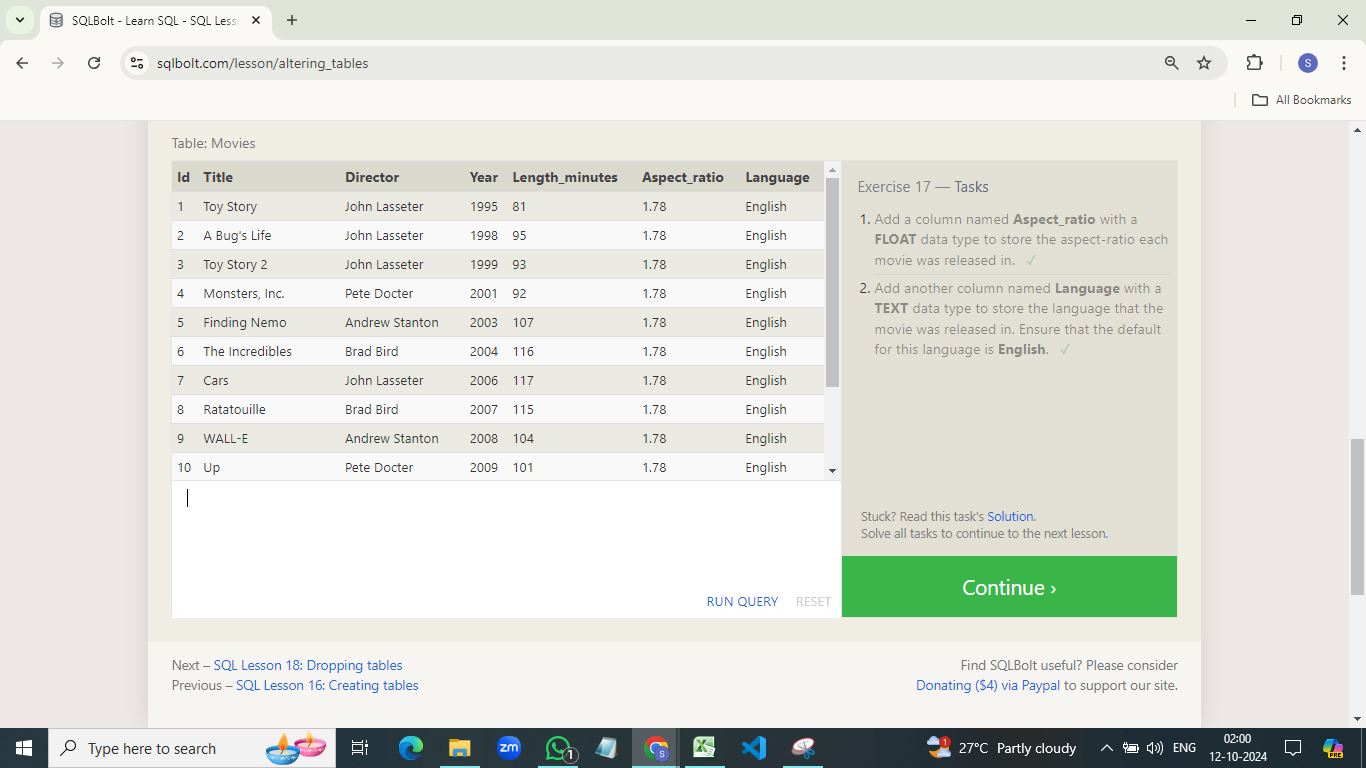 SQLBolt - Learn SQL - SQL Less
sqlbolt.com/lesson/altering_tables
S
All Bookmarks
Table: Movies
Id Title Director Year Length_minutes Aspect_ratio Language
1 Toy Story John Lasseter 1995 81 1.78 English
2 A Bug's Life John Lasseter 1998 95 1.78 English
3 Toy Story 2 John Lasseter 1999 93 1.78 English
4 Monsters, Inc. Pete Docter 2001 92 1.78 English
5 Finding Nemo Andrew Stanton 2003 107 1.78 English
6 The Incredibles Brad Bird 2004 116 1.78 English
7 Cars John Lasseter 2006 117 1.78 English
8 Ratatouille Brad Bird 2007 115 1.78 English
9 WALL-E Andrew Stanton 2008 104 1.78 English
10 Up Pete Docter 2009 101 1.78 English
RUN QUERY RESET
Exercise 17 — Tasks
1. Add a column named Aspect_ratio with a
FLOAT data type to store the aspect-ratio each
movie was released in. ✓
2. Add another column named Language with a
TEXT data type to store the language that the
movie was released in. Ensure that the default
for this language is English. ✓
Stuck? Read this task's Solution.
Solve all tasks to continue to the next lesson.
Continue ›
Next – SQL Lesson 18: Dropping tables
Previous – SQL Lesson 16: Creating tables
Find SQLBolt useful? Please consider
Donating ($4) via Paypal to support our site.
Type here to search
zm
1
S
1
27°C Partly cloudy
ENG
02:00
12-10-2024
PRE